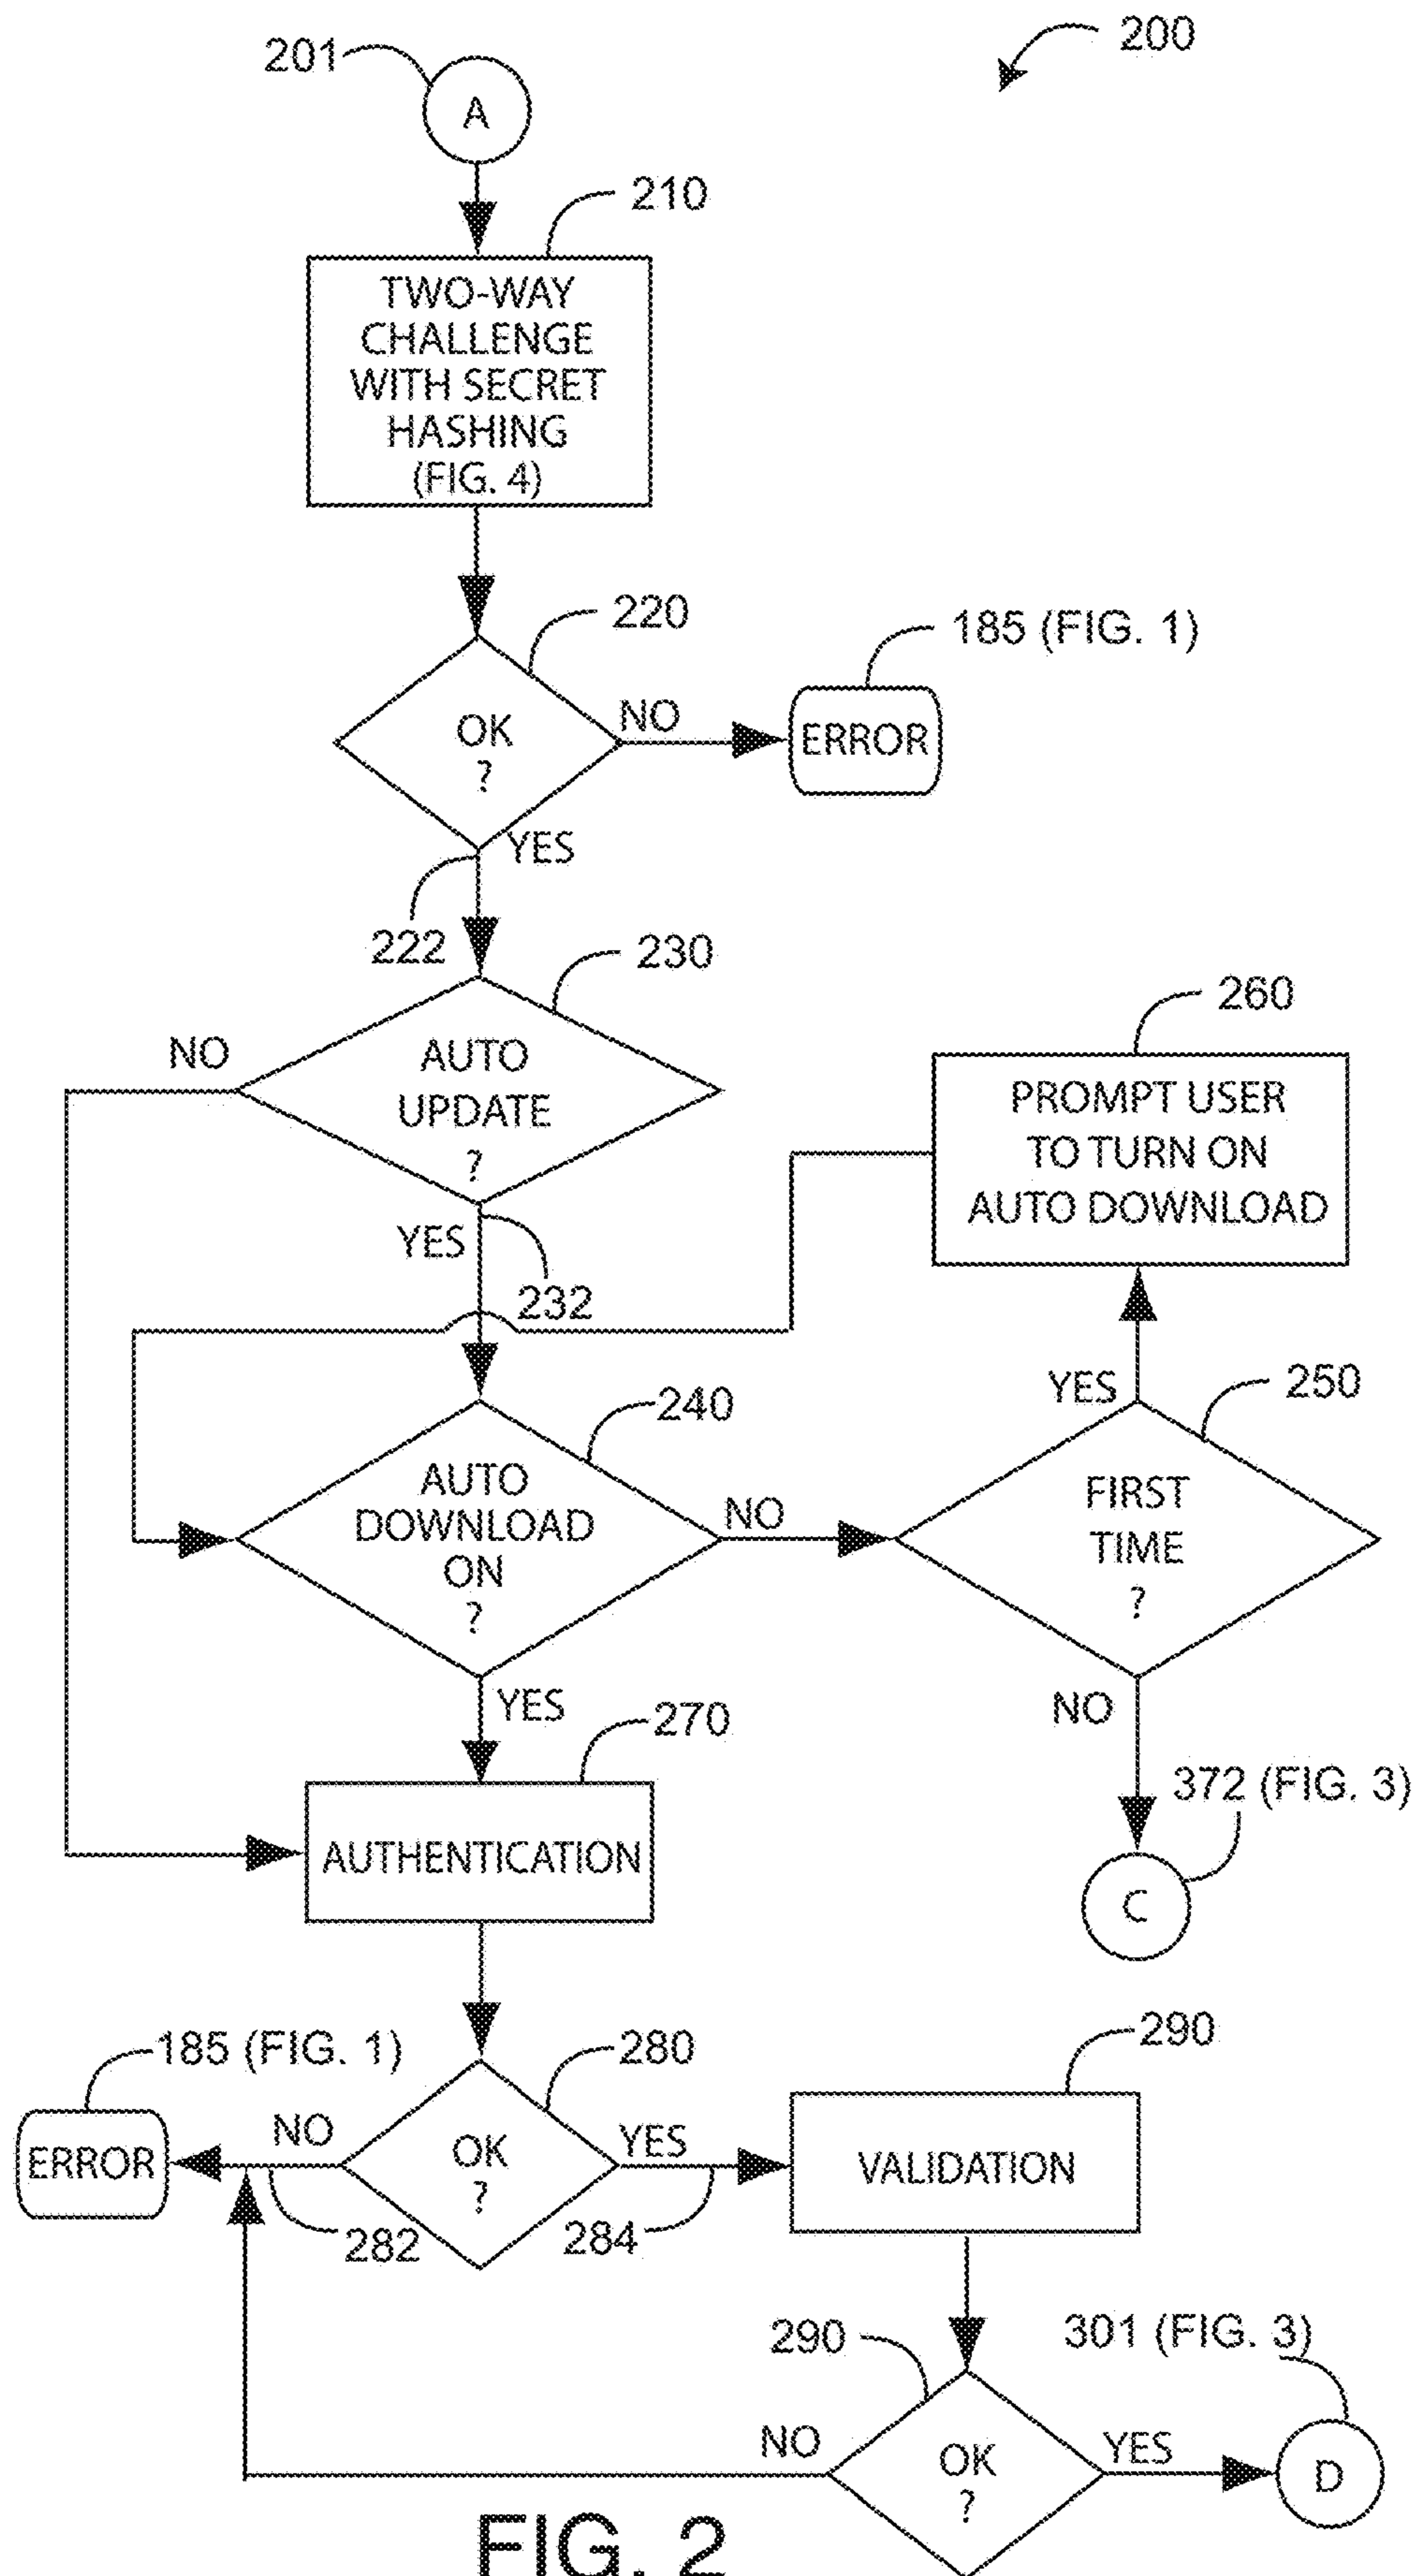 200
201
A
210
TWO-WAY
CHALLENGE
WITH SECRET
HASHING
(FIG. 4)
220
185 (FIG. 1)
OK
?
NO
ERROR
YES
222
230
NO
AUTO
UPDATE
?
260
PROMPT USER
TO TURN ON
AUTO DOWNLOAD
YES
232
240
AUTO
DOWNLOAD
ON
?
NO
YES
250
FIRST
TIME
?
YES
270
NO
372 (FIG. 3)
AUTHENTICATION
C
185 (FIG. 1)
280
290
ERROR
NO
OK
?
YES
VALIDATION
282
284
290
301 (FIG. 3)
NO
OK
?
YES
D
FIG. 2